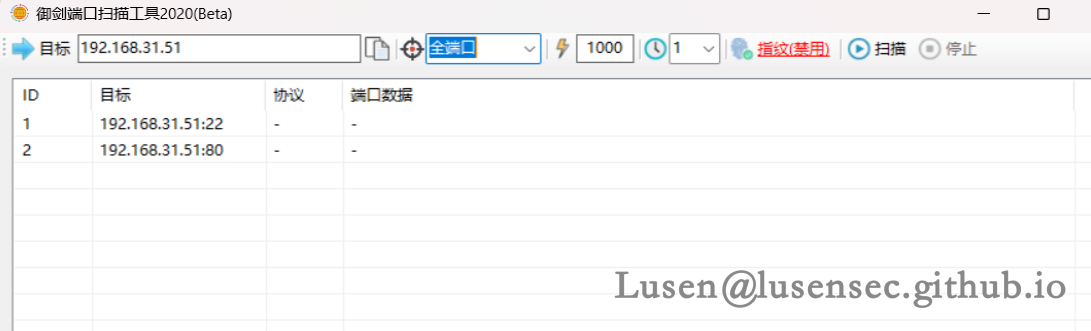 御剑端口扫描工具2020(Beta)
目标 192.168.31.51 全端口 1000 1 指纹(禁用) 扫描 停止
ID 目标 协议 端口数据
1 192.168.31.51:22 - -
2 192.168.31.51:80 - -
Lusen@lusensec.github.io